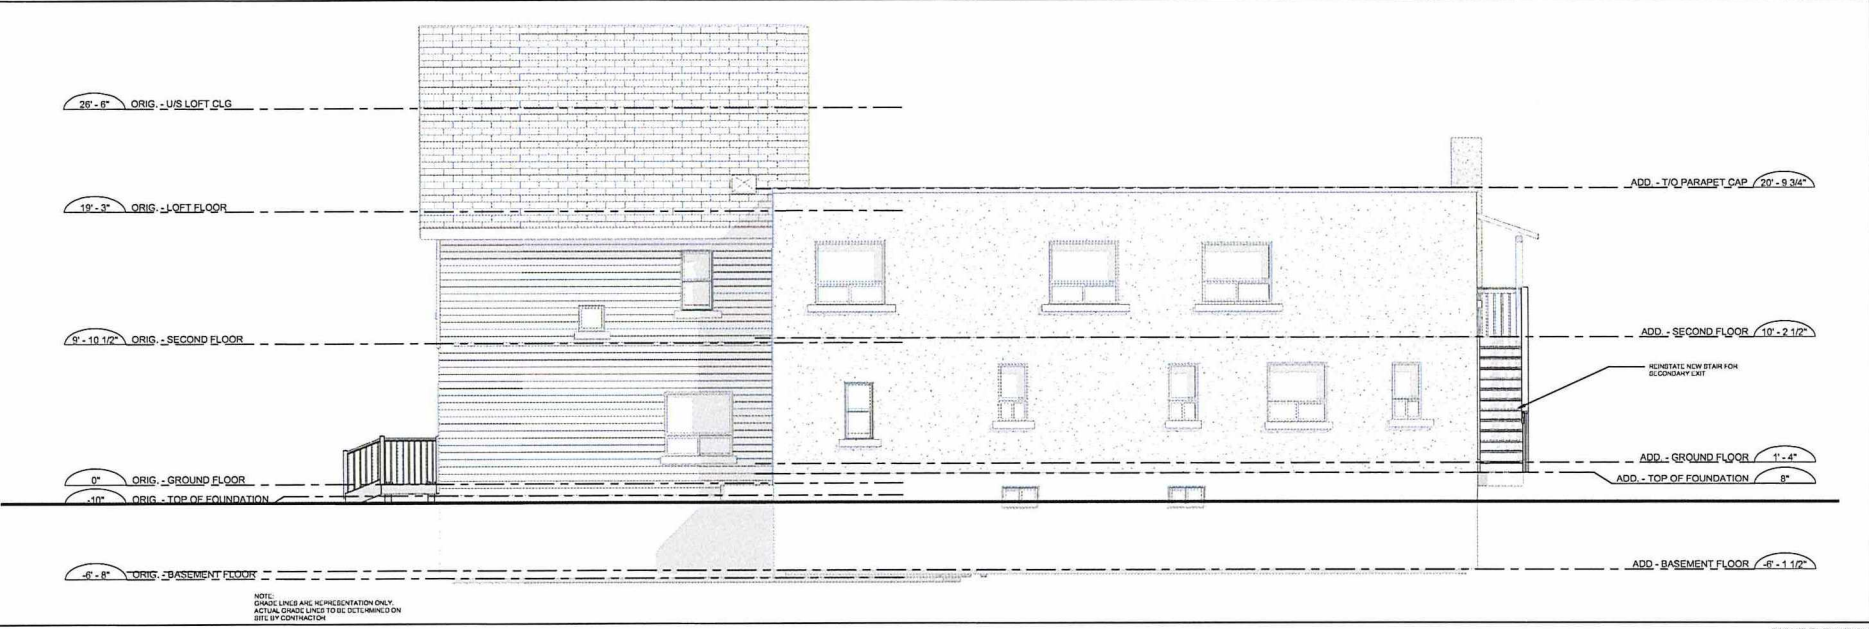 26' - 6" ORIG. - U/S LOFT CLG
ADD. - T/O PARAPET CAP 20' - 9 3/4"
19' - 3" ORIG. - LOFT FLOOR
9' - 10 1/2" ORIG. - SECOND FLOOR
ADD. - SECOND FLOOR 10' - 2 1/2"
REINSTATE NEW STAIR FOR
SECONDARY EXIT
ADD. - GROUND FLOOR 1' - 4"
0" ORIG. - GROUND FLOOR
ADD. - TOP OF FOUNDATION 8"
-10" ORIG. - TOP OF FOUNDATION
ADD - BASEMENT FLOOR -6' - 1 1/2"
-6' - 8" ORIG. - BASEMENT FLOOR
NOTE:
GRADE LINES ARE REPRESENTATION ONLY.
ACTUAL GRADE LINES TO BE DETERMINED ON
SITE BY CONTRACTOR